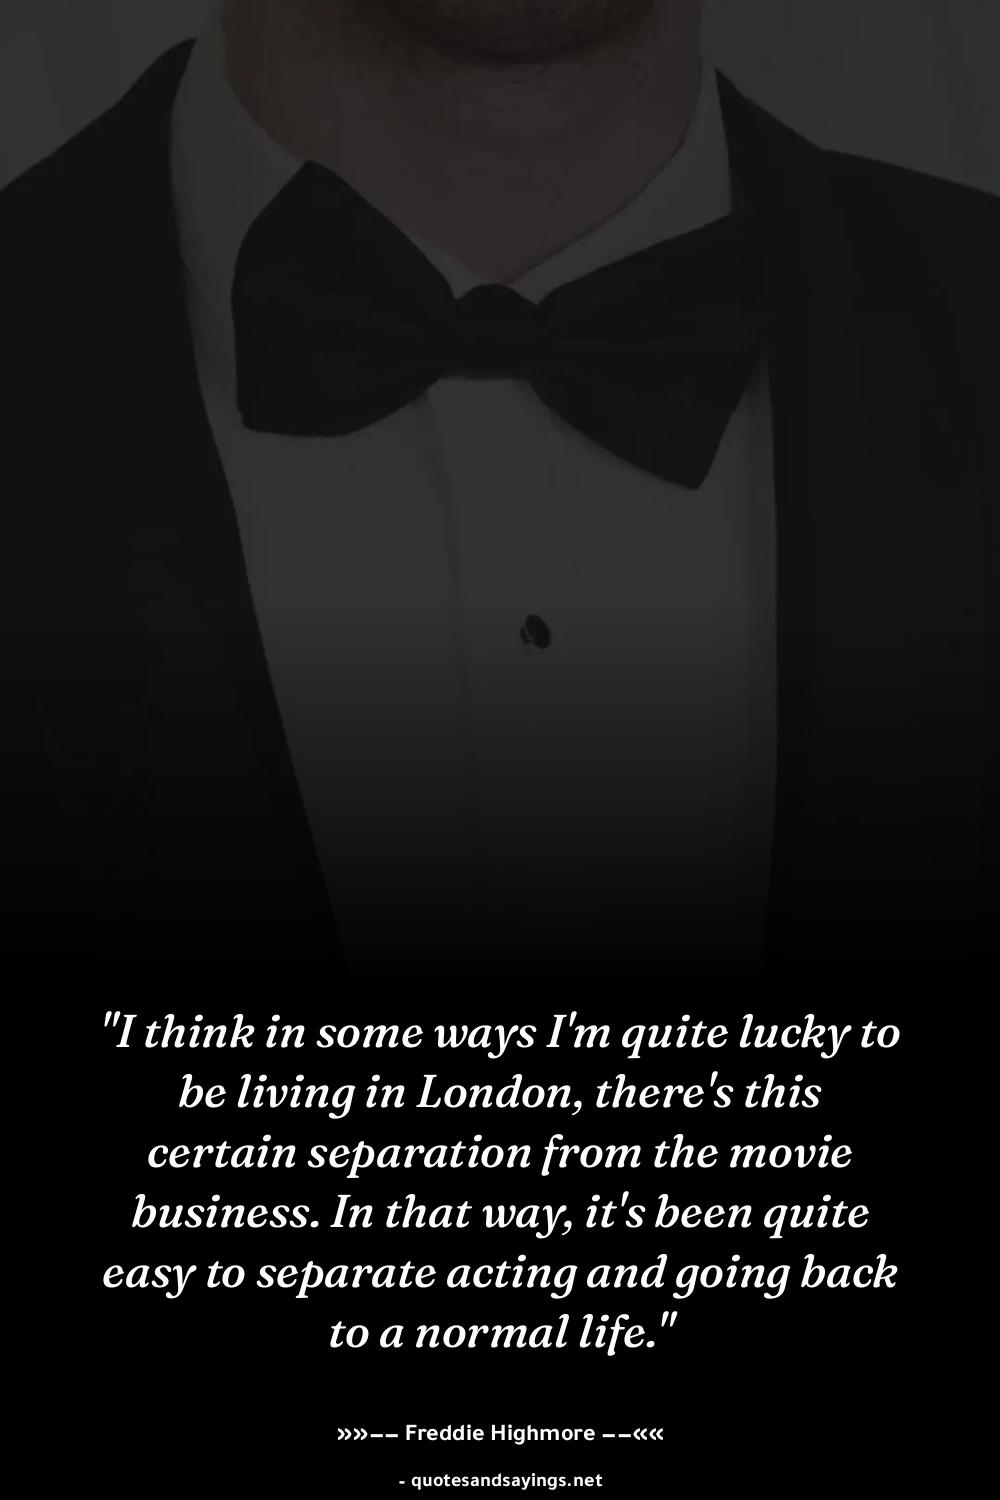 "I think in some ways I'm quite lucky to
be living in London, there's this
certain separation from the movie
business. In that way, it's been quite
easy to separate acting and going back
to a normal life."
»»–– Freddie Highmore ––««
- quotesandsayings.net